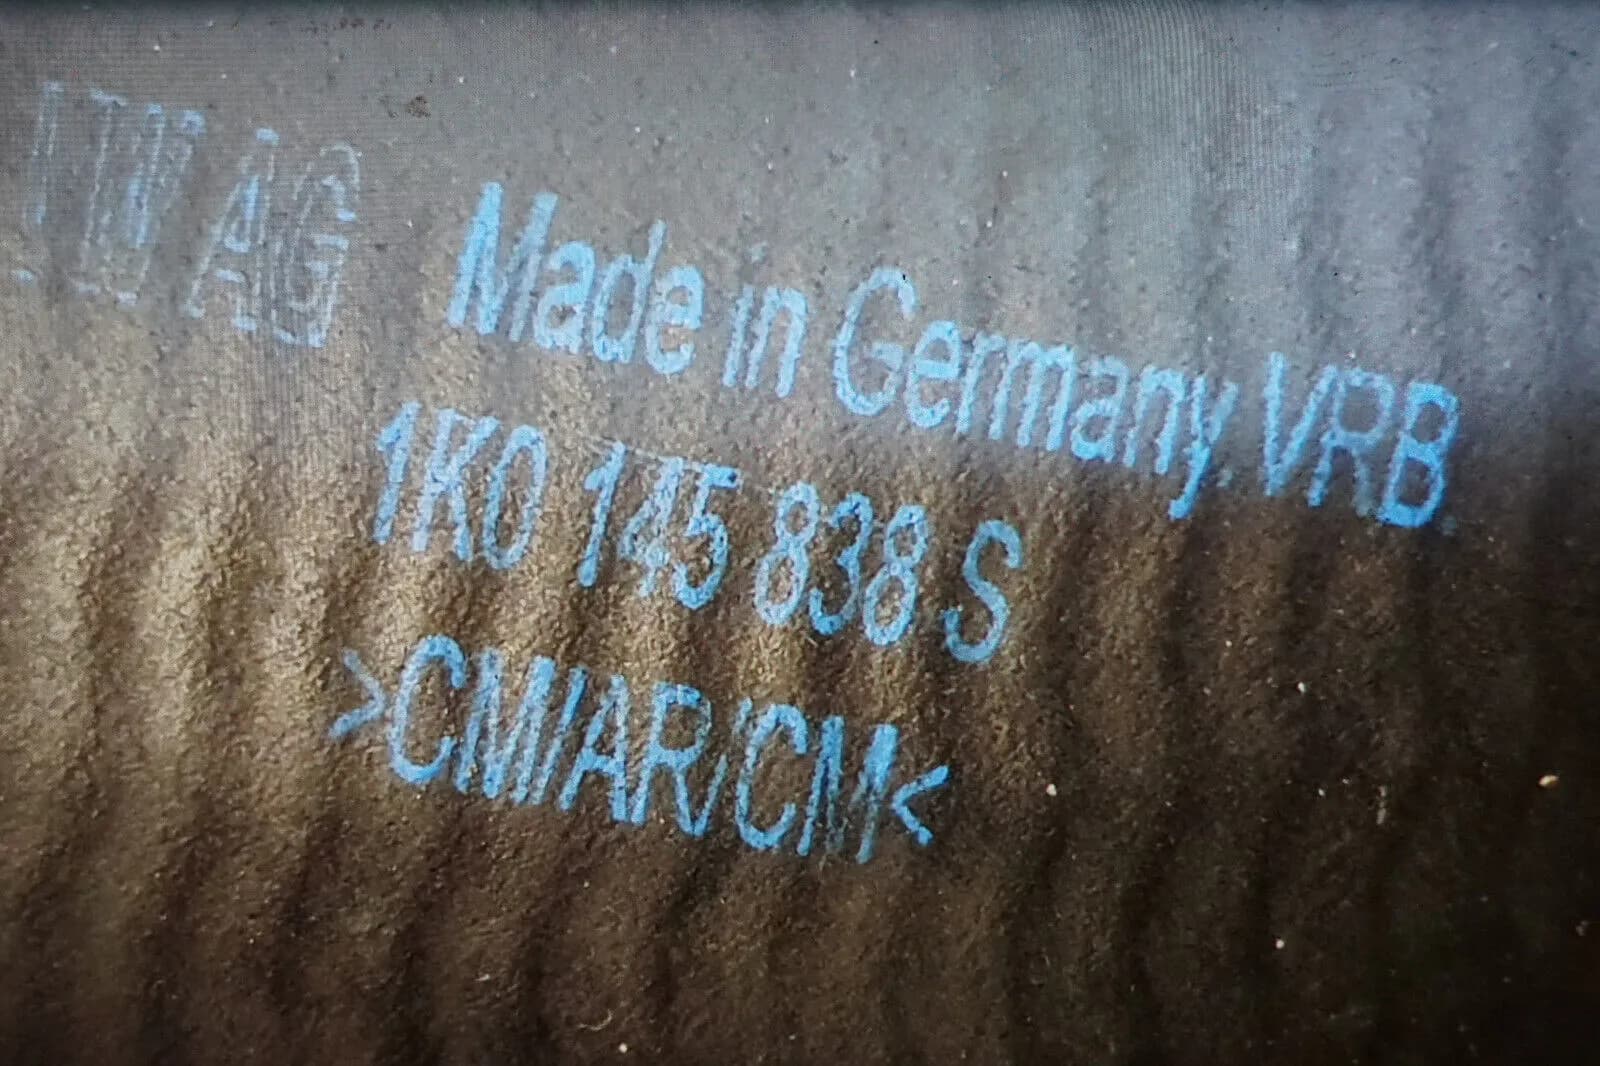 AG Made in Germany, VRB
1K0 145 838 S
>CM/AR/CM<